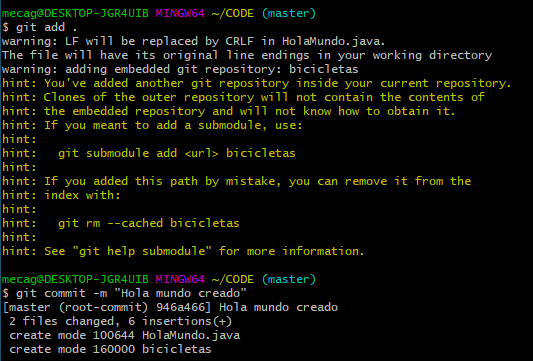 mecag@DESKTOP-JGR4UIB MINGW64 ~/CODE (master)
$ git add .
warning: LF will be replaced by CRLF in HolaMundo.java.
The file will have its original line endings in your working directory
warning: adding embedded git repository: bicicletas
hint: You've added another git repository inside your current repository.
hint: Clones of the outer repository will not contain the contents of
hint: the embedded repository and will not know how to obtain it.
hint: If you meant to add a submodule, use:
hint:
hint:   git submodule add <url> bicicletas
hint:
hint: If you added this path by mistake, you can remove it from the
hint: index with:
hint:
hint:   git rm --cached bicicletas
hint:
hint: See "git help submodule" for more information.
mecag@DESKTOP-JGR4UIB MINGW64 ~/CODE (master)
$ git commit -m "Hola mundo creado"
[master (root-commit) 946a466] Hola mundo creado
 2 files changed, 6 insertions(+)
 create mode 100644 HolaMundo.java
 create mode 160000 bicicletas